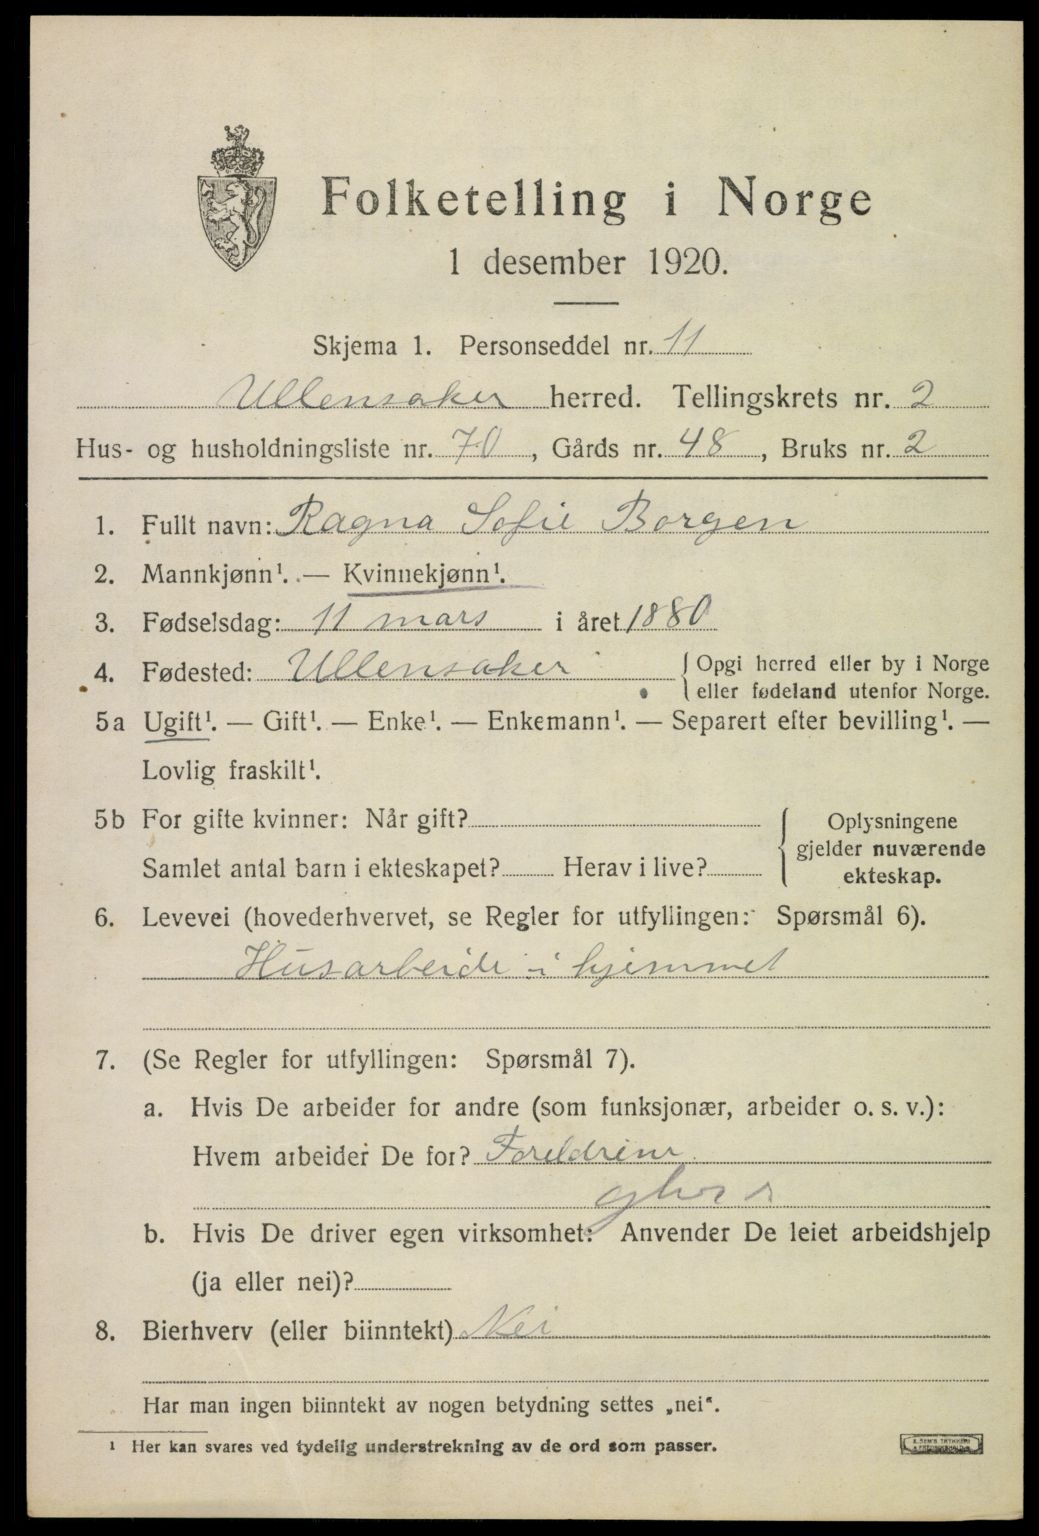 Folketelling i Norge
1 desember 1920.
Skjema 1. Personseddel nr. 11
Ullensaker herred. Tellingskrets nr. 2
Hus- og husholdningsliste nr. 70, Gårds nr. 48, Bruks nr. 2
1. Fullt navn: Ragna Sofie Borgen
2. Mannkjønn¹. — Kvinnekjønn¹.
3. Fødselsdag: 11 mars i året 1880
4. Fødested: Ullensaker { Opgi herred eller by i Norge
eller fødeland utenfor Norge.
5a Ugift¹. — Gift¹. — Enke¹. — Enkemann¹. — Separert efter bevilling¹. —
Lovlig fraskilt¹.
5b For gifte kvinner: Når gift?
Samlet antal barn i ekteskapet? Herav i live?
{ Oplysningene
gjelder nuværende
ekteskap.
6. Levevei (hovederhvervet, se Regler for utfyllingen: Spørsmål 6).
Husarbeide i hjemmet
7. (Se Regler for utfyllingen: Spørsmål 7).
a. Hvis De arbeider for andre (som funksjonær, arbeider o. s. v.):
Hvem arbeider De for? Foreldrene
b. Hvis De driver egen virksomhet: Anvender De leiet arbeidshjelp
(ja eller nei)?
8. Bierhverv (eller biinntekt) Nei
Har man ingen biinntekt av nogen betydning settes „nei“.
¹ Her kan svares ved tydelig understrekning av de ord som passer.